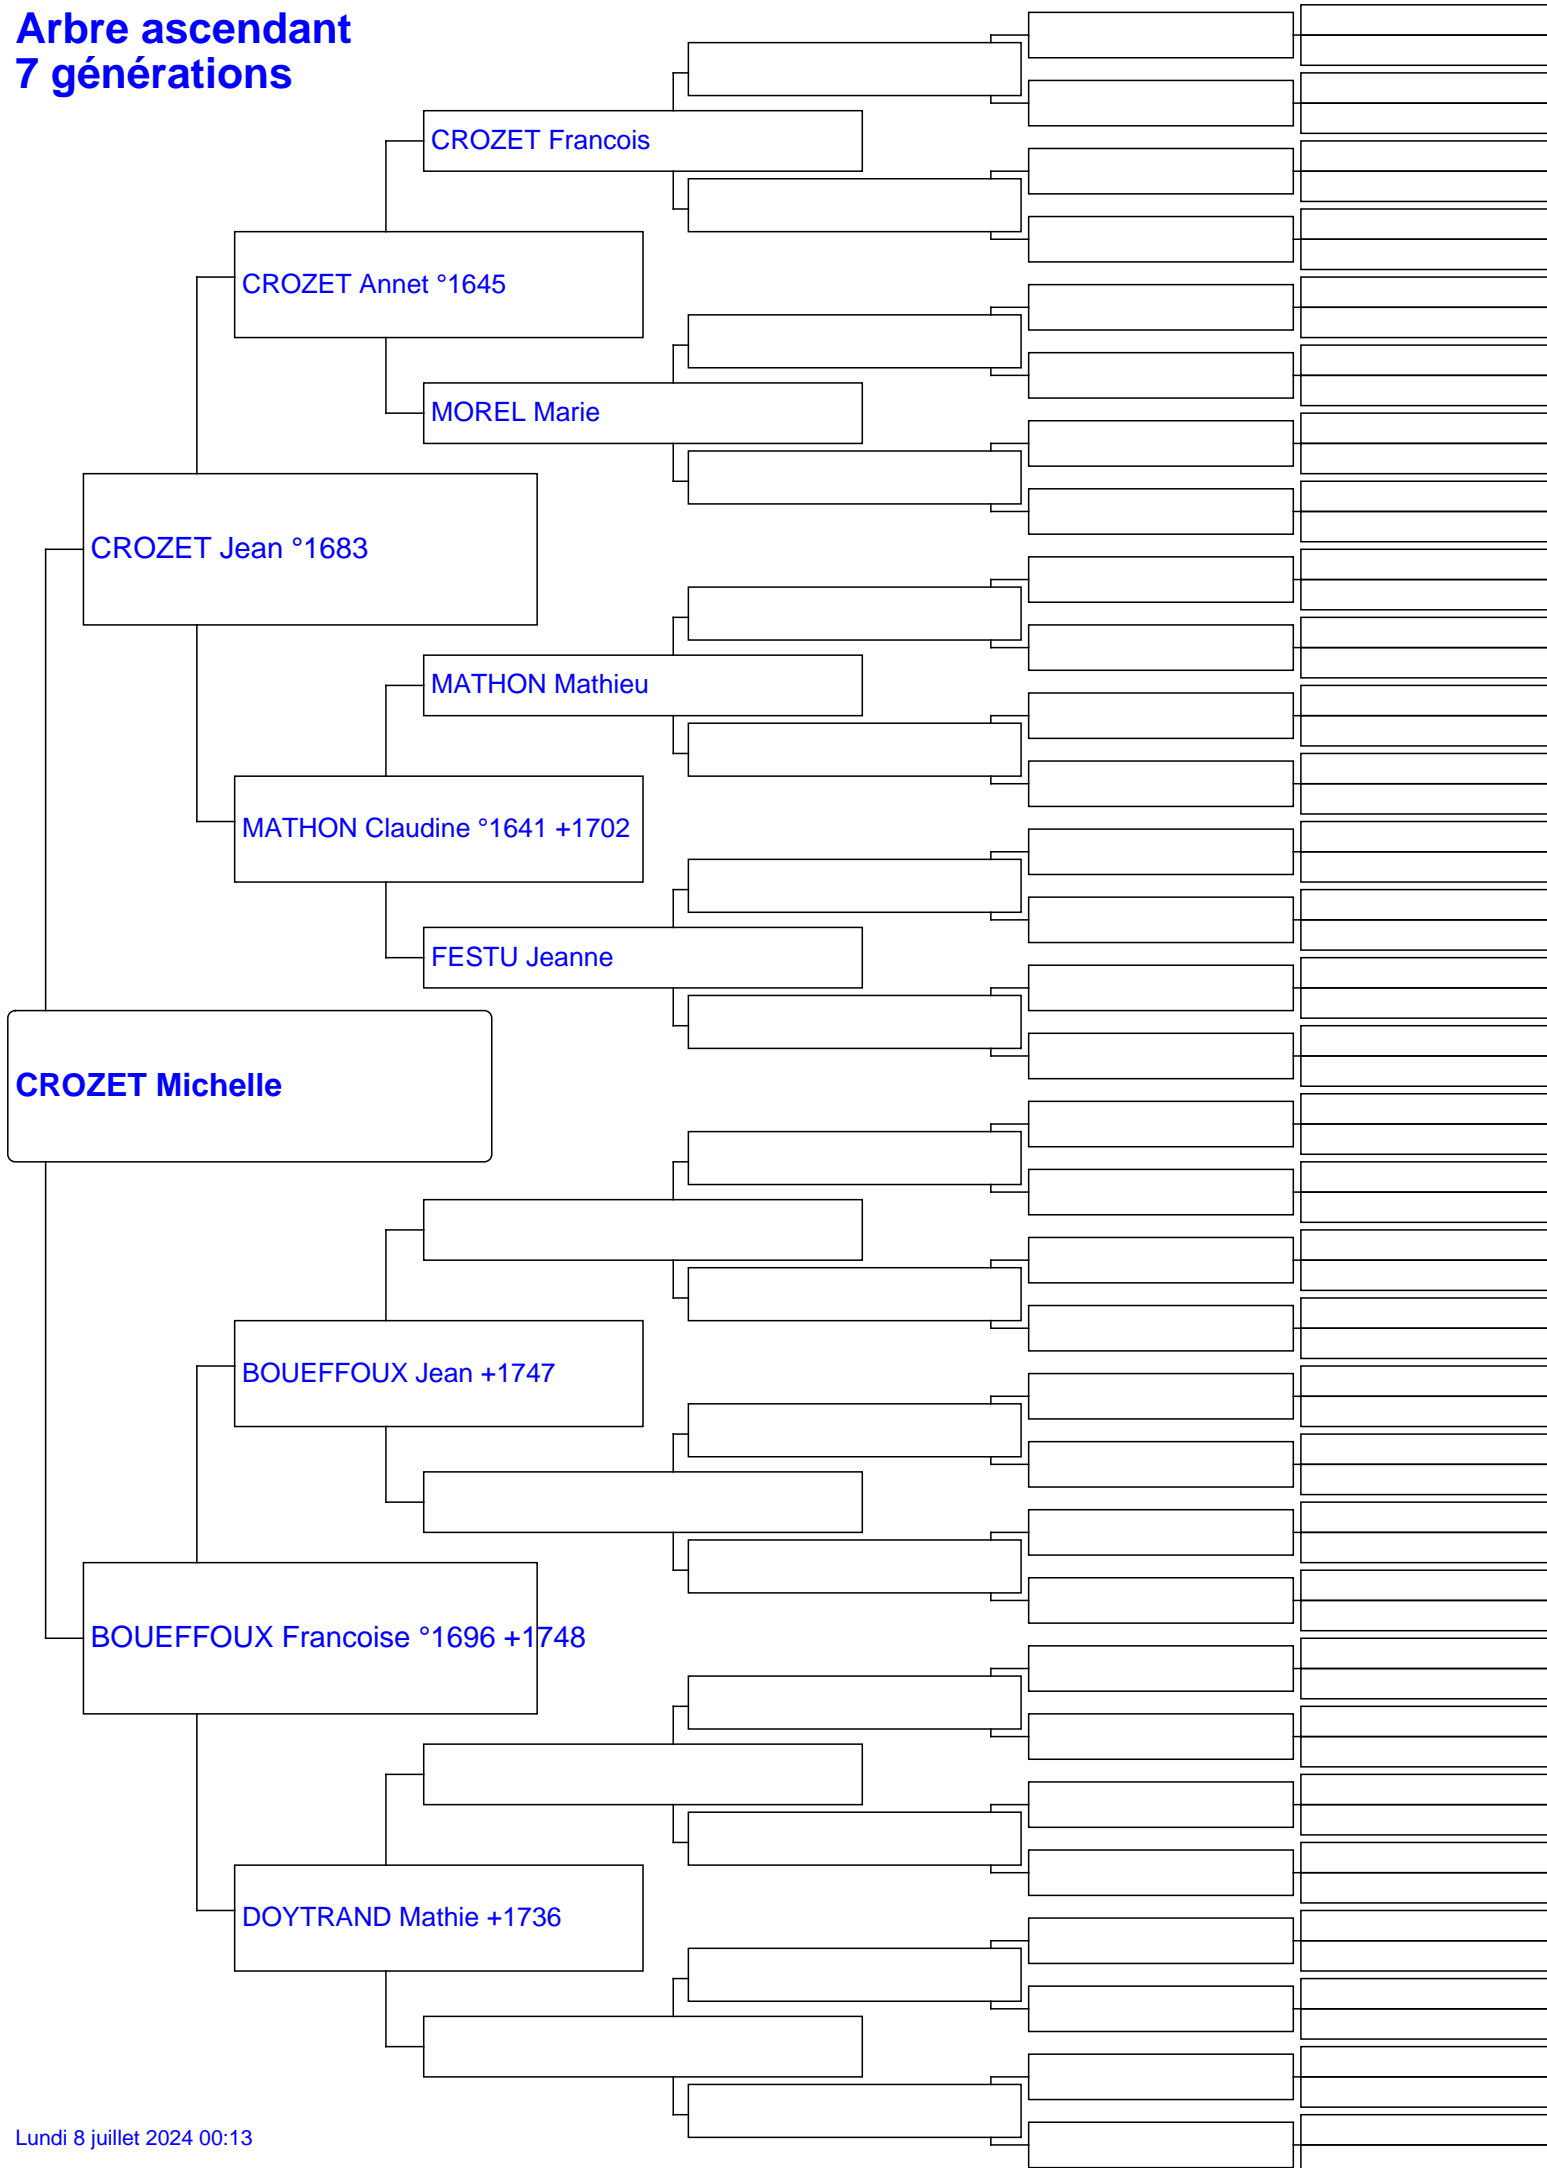 Arbre ascendant
7 générations
CROZET Francois
CROZET Annet °1645
MOREL Marie
CROZET Jean °1683
MATHON Mathieu
MATHON Claudine °1641 +1702
FESTU Jeanne
CROZET Michelle
BOUEFFOUX Jean +1747
BOUEFFOUX Francoise °1696 +1748
DOYTRAND Mathie +1736
Lundi 8 juillet 2024 00:13